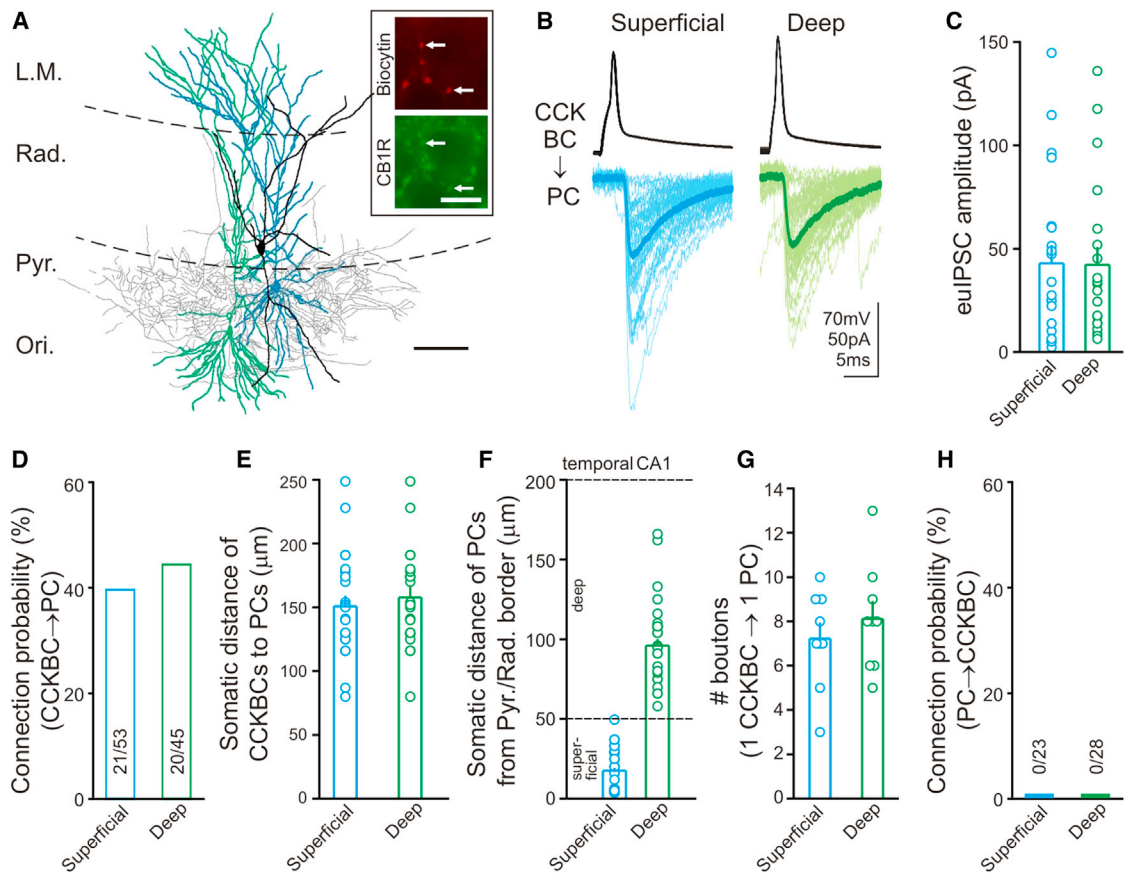 A
L.M.
Rad.
Pyr.
Ori.
Biocytin
CB1R
B
Superficial
Deep
CCK
BC
↓
PC
70mV
50pA
5ms
C
euIPSC amplitude (pA)
150
100
50
0
Superficial
Deep
D
Connection probability (%)
(CCKBC→PC)
60
40
20
0
21/53
20/45
Superficial
Deep
E
Somatic distance of
CCKBCs to PCs (μm)
250
200
150
100
50
0
Superficial
Deep
F
temporal CA1
Somatic distance of PCs
from Pyr./Rad. border (μm)
200
150
100
50
0
deep
super-
ficial
Superficial
Deep
G
# boutons
(1 CCKBC → 1 PC)
14
12
10
8
6
4
2
0
Superficial
Deep
H
Connection probability (%)
(PC→CCKBC)
60
40
20
0
0/23
0/28
Superficial
Deep